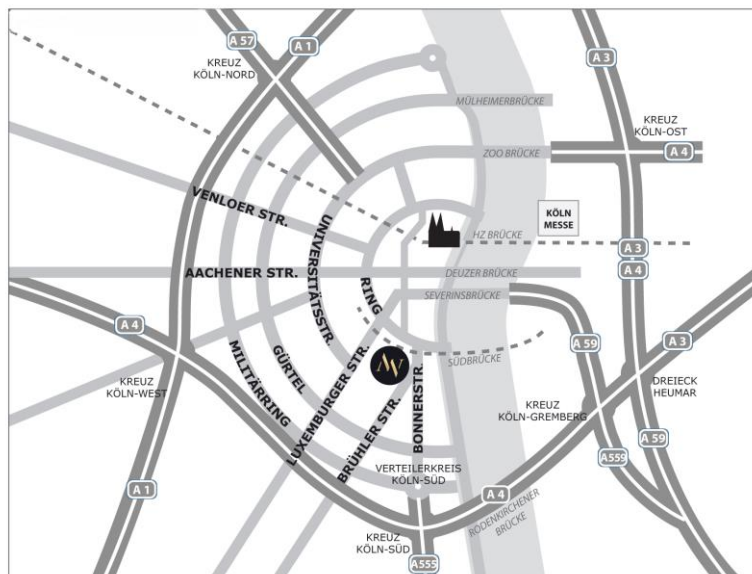 A 57
A 1
A 3
KREUZ
KÖLN-NORD
MÜLHEIMERBRÜCKE
KREUZ
KÖLN-OST
ZOO BRÜCKE
A 4
VENLOER STR.
UNIVERSITÄTSSTR.
KÖLN
MESSE
HZ BRÜCKE
A 3
AACHENER STR.
RING
DEUZER BRÜCKE
A 4
SEVERINSBRÜCKE
A 4
A 59
A 3
SÜDBRÜCKE
KREUZ
KÖLN-WEST
MILITÄRRING
GÜRTEL
LUXEMBURGER STR.
BRÜHLER STR.
BONNERSTR.
DREIECK
HEUMAR
KREUZ
KÖLN-GREMBERG
A 59
A559
VERTEILERKREIS
KÖLN-SÜD
A 1
A 4
RODENKIRCHENER
BRÜCKE
KREUZ
KÖLN-SÜD
A555